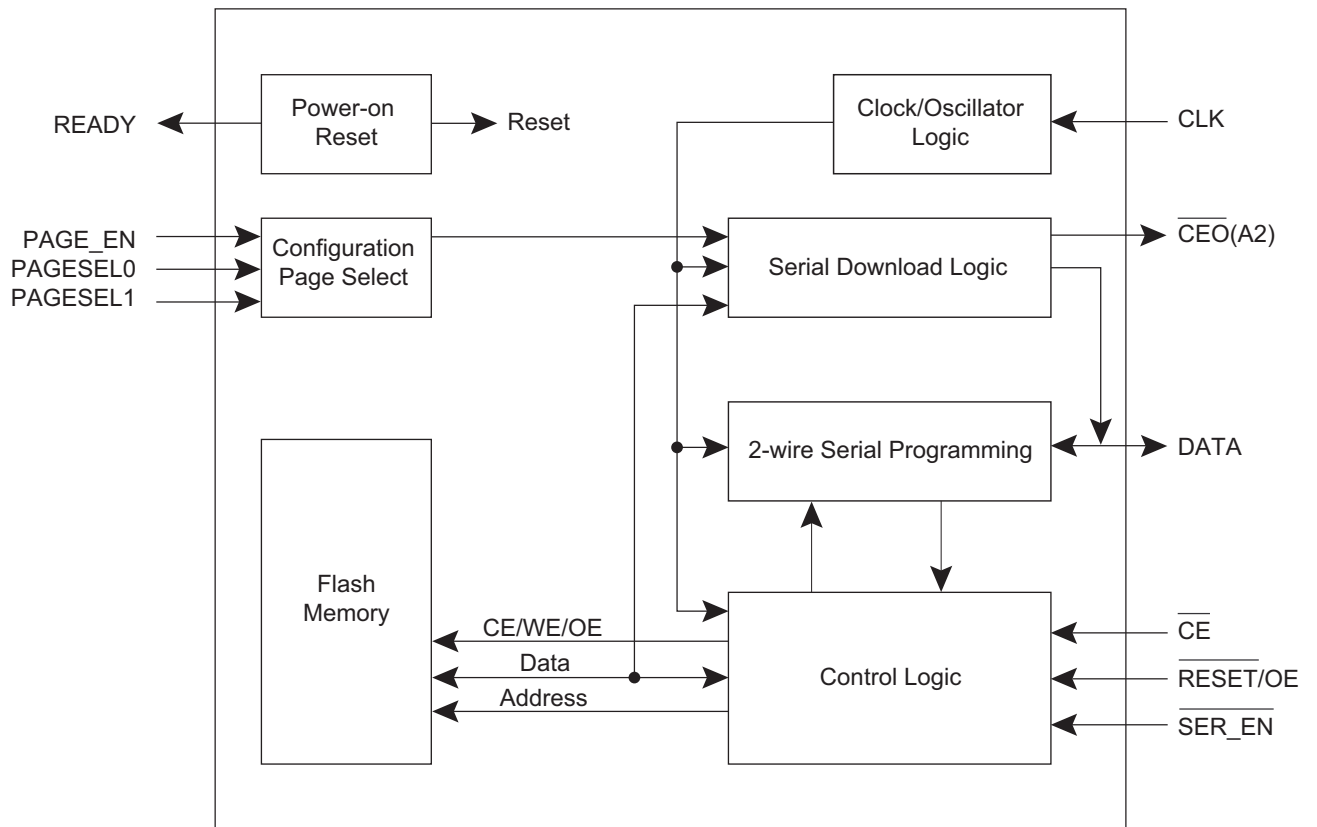 READY
Power-on
Reset
Reset
Clock/Oscillator
Logic
CLK
PAGE_EN
PAGESEL0
PAGESEL1
Configuration
Page Select
Serial Download Logic
CEO(A2)
2-wire Serial Programming
DATA
Flash
Memory
CE/WE/OE
Data
Address
Control Logic
CE
RESET/OE
SER_EN